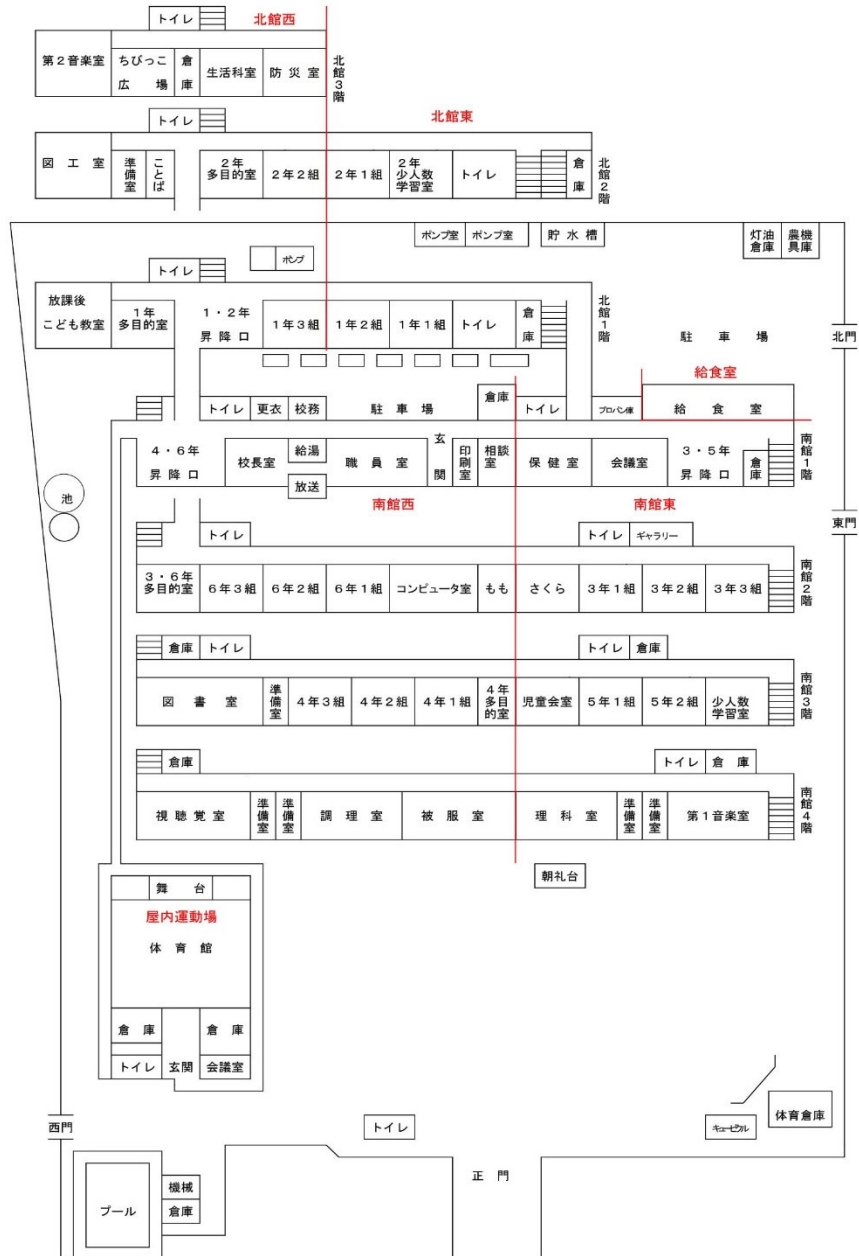 トイレ
北館西
第2音楽室
ちびっこ
広場
倉庫
生活科室
防災室
北館3階
トイレ
北館東
図工室
準備室
ことば
2年
多目的室
2年2組
2年1組
2年
少人数
学習室
トイレ
倉庫
北館2階
ポンプ室
ポンプ室
貯水槽
灯油
倉庫
農機
具庫
ポンプ
トイレ
放課後
こども教室
1年
多目的室
1・2年
昇降口
1年3組
1年2組
1年1組
トイレ
倉庫
北館1階
駐車場
北門
給食室
トイレ
更衣
校務
駐車場
倉庫
トイレ
プロパン庫
給食室
4・6年
昇降口
校長室
給湯
放送
職員室
玄関
印刷室
相談室
保健室
会議室
3・5年
昇降口
倉庫
南館1階
池
南館西
南館東
東門
トイレ
トイレ
ギャラリー
3・6年
多目的室
6年3組
6年2組
6年1組
コンピュータ室
もも
さくら
3年1組
3年2組
3年3組
南館2階
倉庫
トイレ
トイレ
倉庫
図書室
準備室
4年3組
4年2組
4年1組
4年
多目
的室
児童会室
5年1組
5年2組
少人数
学習室
南館3階
倉庫
トイレ
倉庫
視聴覚室
準備室
準備室
調理室
被服室
理科室
準備室
準備室
第1音楽室
南館4階
朝礼台
舞台
屋内運動場
体育館
倉庫
倉庫
トイレ
玄関
会議室
西門
トイレ
キュービクル
体育倉庫
正門
プール
機械
倉庫